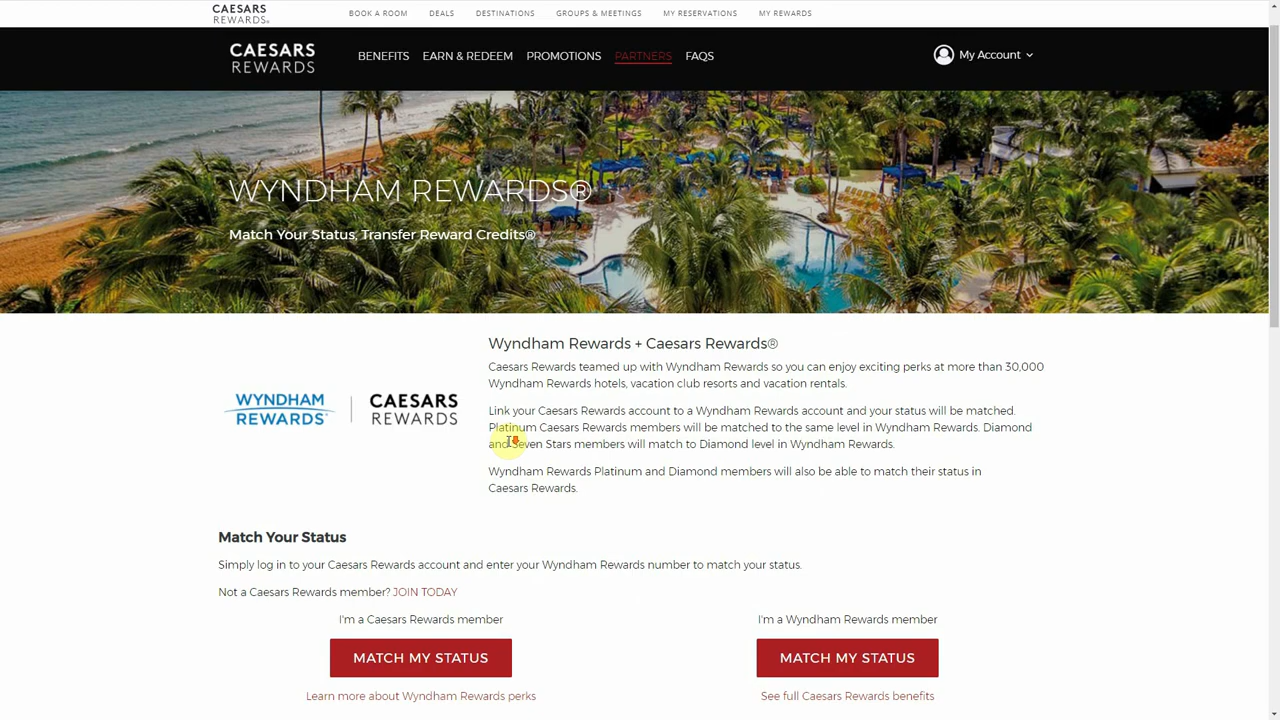 CAESARS
REWARDS®
BOOK A ROOM DEALS DESTINATIONS GROUPS & MEETINGS MY RESERVATIONS MY REWARDS
CAESARS
REWARDS
BENEFITS EARN & REDEEM PROMOTIONS PARTNERS FAQS My Account
WYNDHAM REWARDS®
Match Your Status, Transfer Reward Credits®
Wyndham Rewards + Caesars Rewards®
Caesars Rewards teamed up with Wyndham Rewards so you can enjoy exciting perks at more than 30,000
Wyndham Rewards hotels, vacation club resorts and vacation rentals.
WYNDHAM
REWARDS®
CAESARS
REWARDS
Link your Caesars Rewards account to a Wyndham Rewards account and your status will be matched.
Platinum Caesars Rewards members will be matched to the same level in Wyndham Rewards. Diamond
and Seven Stars members will match to Diamond level in Wyndham Rewards.
Wyndham Rewards Platinum and Diamond members will also be able to match their status in
Caesars Rewards.
Match Your Status
Simply log in to your Caesars Rewards account and enter your Wyndham Rewards number to match your status.
Not a Caesars Rewards member? JOIN TODAY
I'm a Caesars Rewards member
MATCH MY STATUS
Learn more about Wyndham Rewards perks
I'm a Wyndham Rewards member
MATCH MY STATUS
See full Caesars Rewards benefits